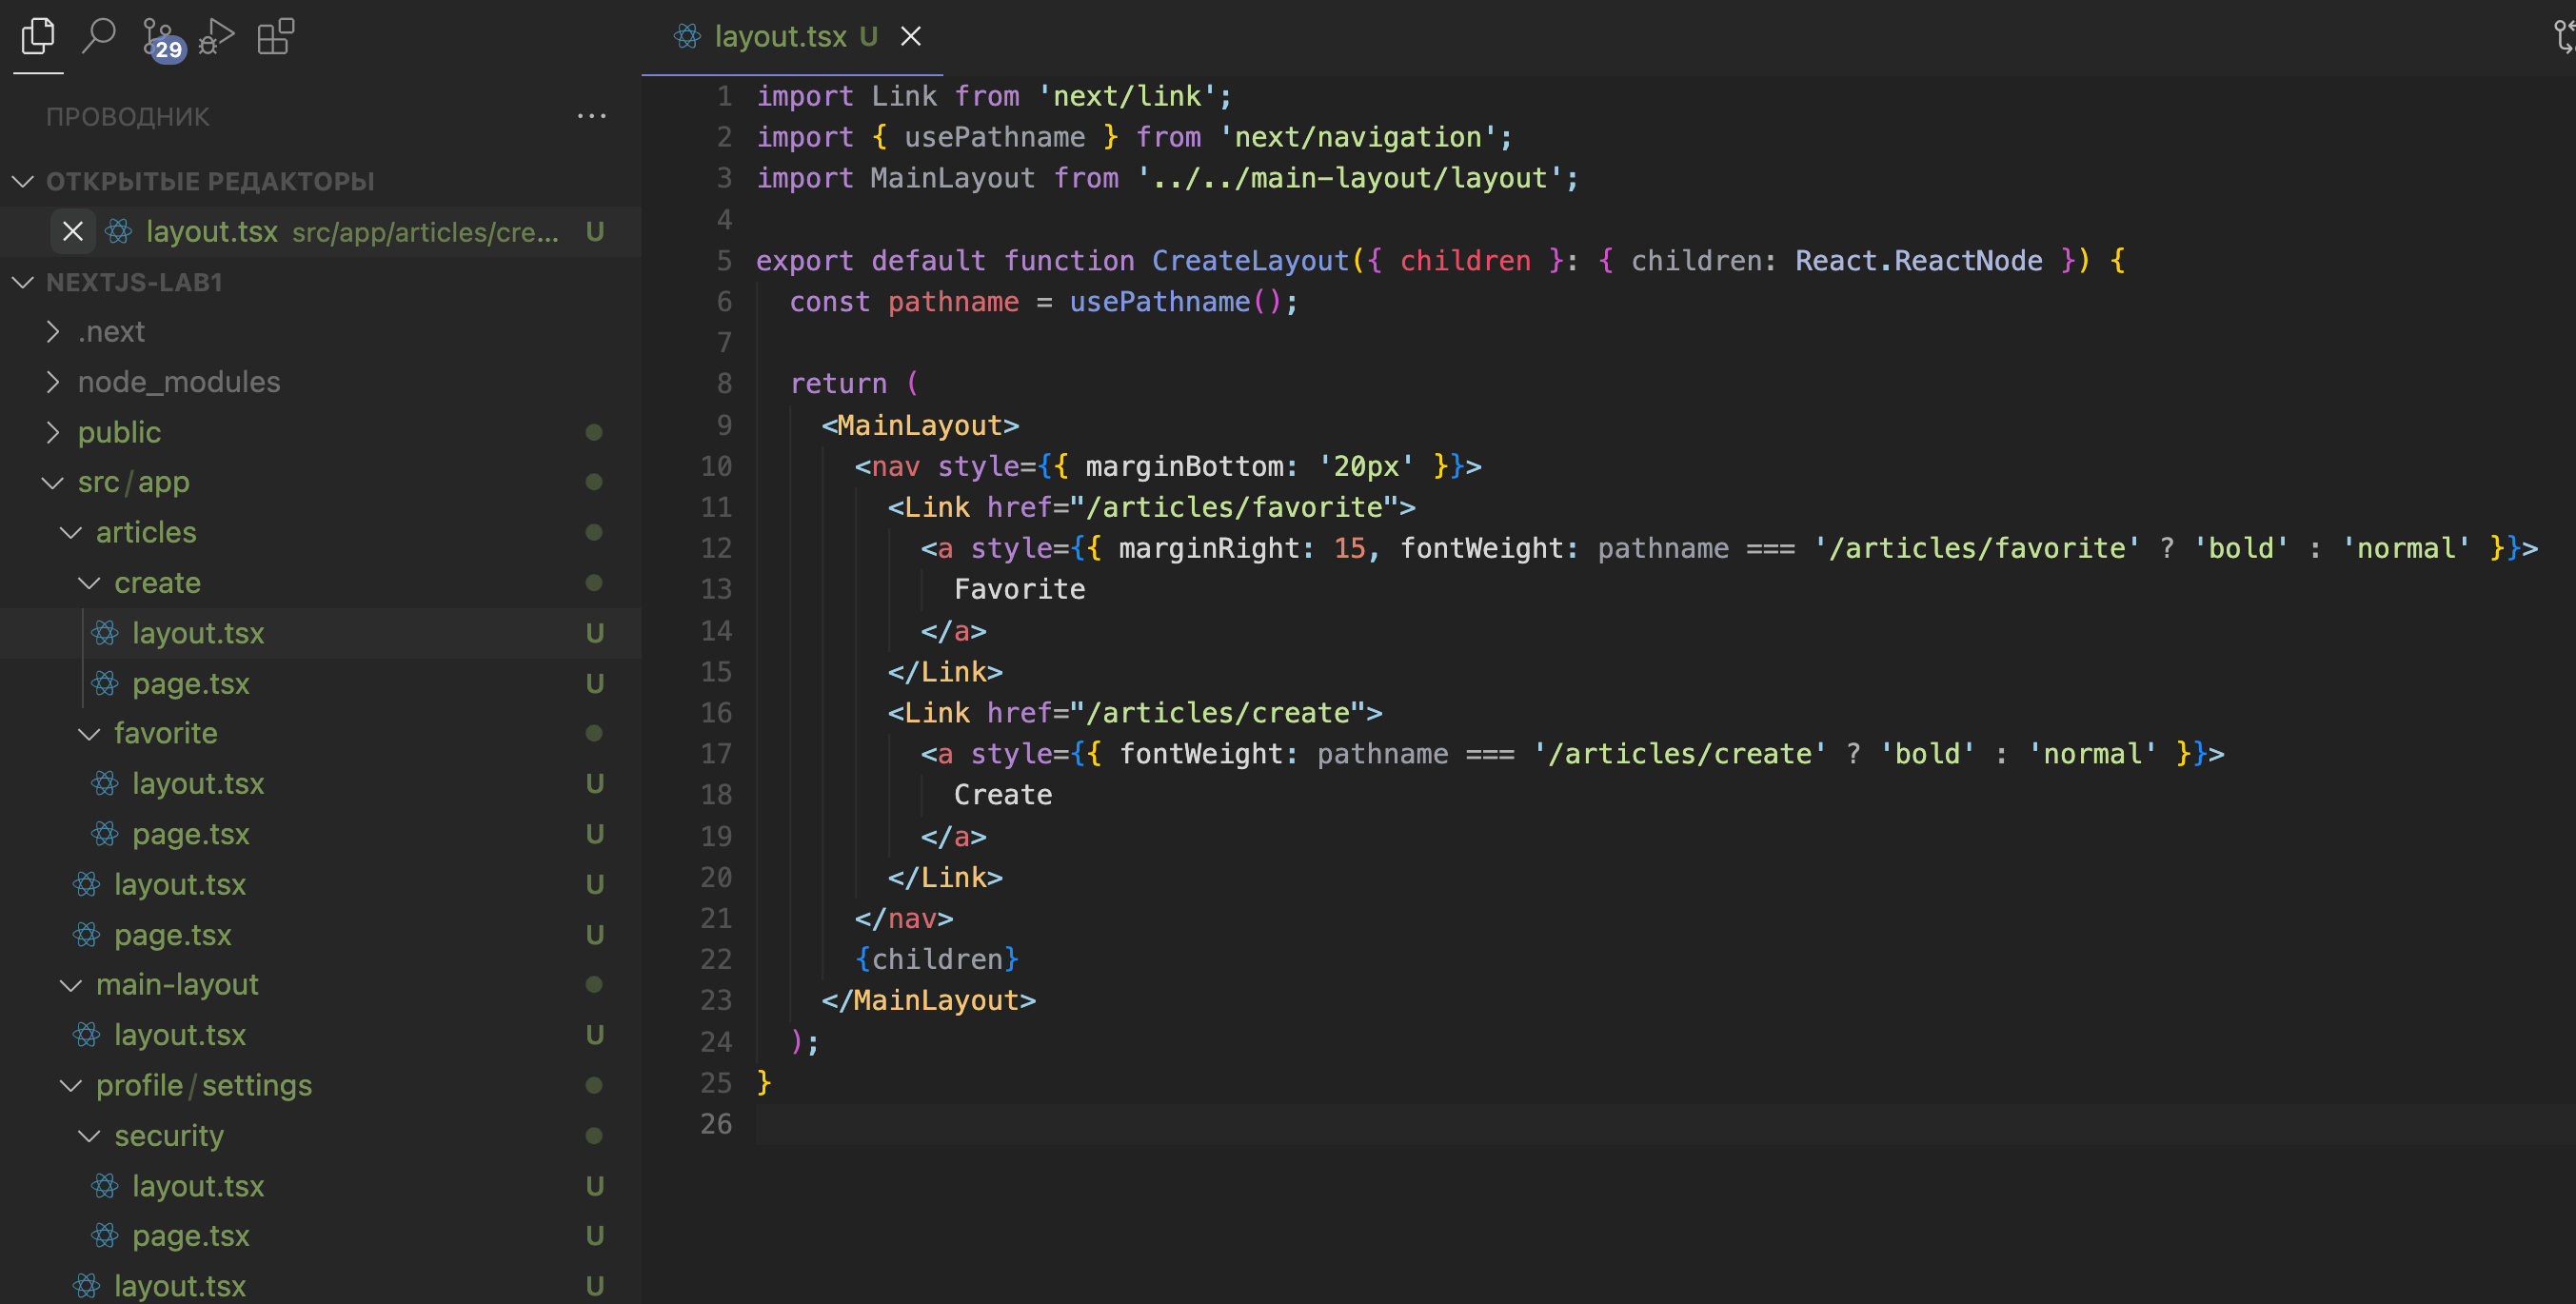 29
ПРОВОДНИК
ОТКРЫТЫЕ РЕДАКТОРЫ
layout.tsx src/app/articles/cre... U
NEXTJS-LAB1
.next
node_modules
public
src/app
articles
create
layout.tsx U
page.tsx U
favorite
layout.tsx U
page.tsx U
layout.tsx U
page.tsx U
main-layout
layout.tsx U
profile/settings
security
layout.tsx U
page.tsx U
layout.tsx U
layout.tsx U
1 import Link from 'next/link';
2 import { usePathname } from 'next/navigation';
3 import MainLayout from '../../main-layout/layout';
4
5 export default function CreateLayout({ children }: { children: React.ReactNode }) {
6   const pathname = usePathname();
7
8   return (
9     <MainLayout>
10       <nav style={{ marginBottom: '20px' }}>
11         <Link href="/articles/favorite">
12           <a style={{ marginRight: 15, fontWeight: pathname === '/articles/favorite' ? 'bold' : 'normal' }}>
13             Favorite
14           </a>
15         </Link>
16         <Link href="/articles/create">
17           <a style={{ fontWeight: pathname === '/articles/create' ? 'bold' : 'normal' }}>
18             Create
19           </a>
20         </Link>
21       </nav>
22       {children}
23     </MainLayout>
24   );
25 }
26